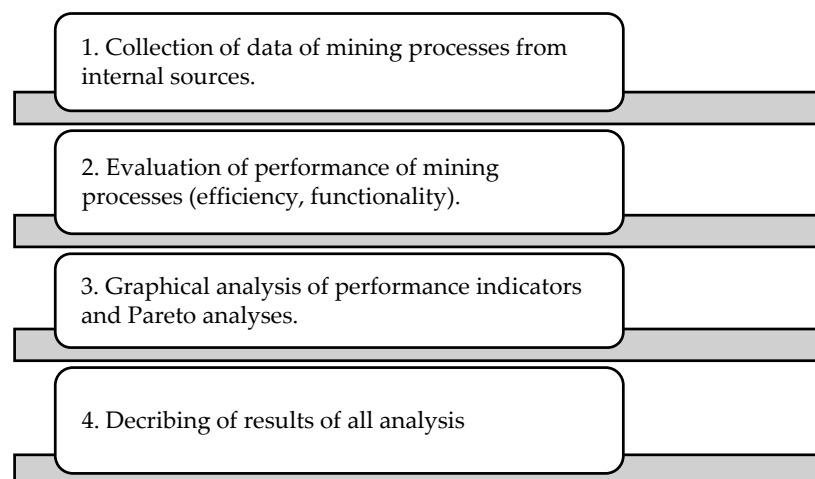 1. Collection of data of mining processes from
internal sources.
2. Evaluation of performance of mining
processes (efficiency, functionality).
3. Graphical analysis of performance indicators
and Pareto analyses.
4. Decribing of results of all analysis